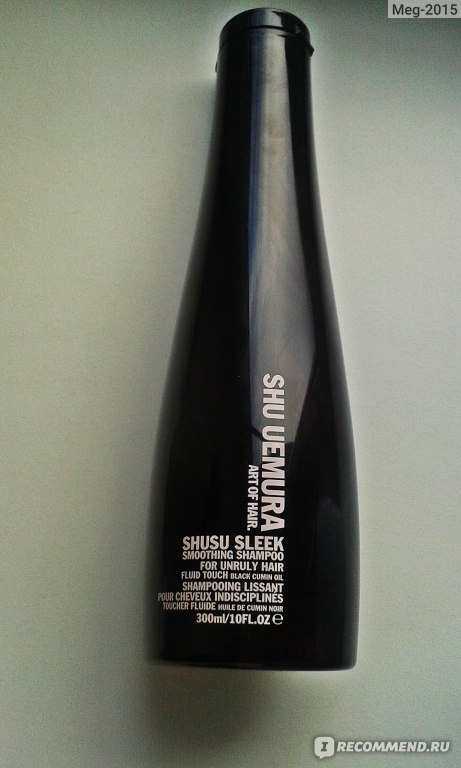 Meg-2015
SHU UEMURA
ART OF HAIR.
SHUSU SLEEK
SMOOTHING SHAMPOO
FOR UNRULY HAIR
FLUID TOUCH BLACK CUMIN OIL
SHAMPOOING LISSANT
POUR CHEVEUX INDISCIPLINÉS
TOUCHER FLUIDE HUILE DE CUMIN NOIR
300ml/10FL.OZ ℮
I RECOMMEND.RU